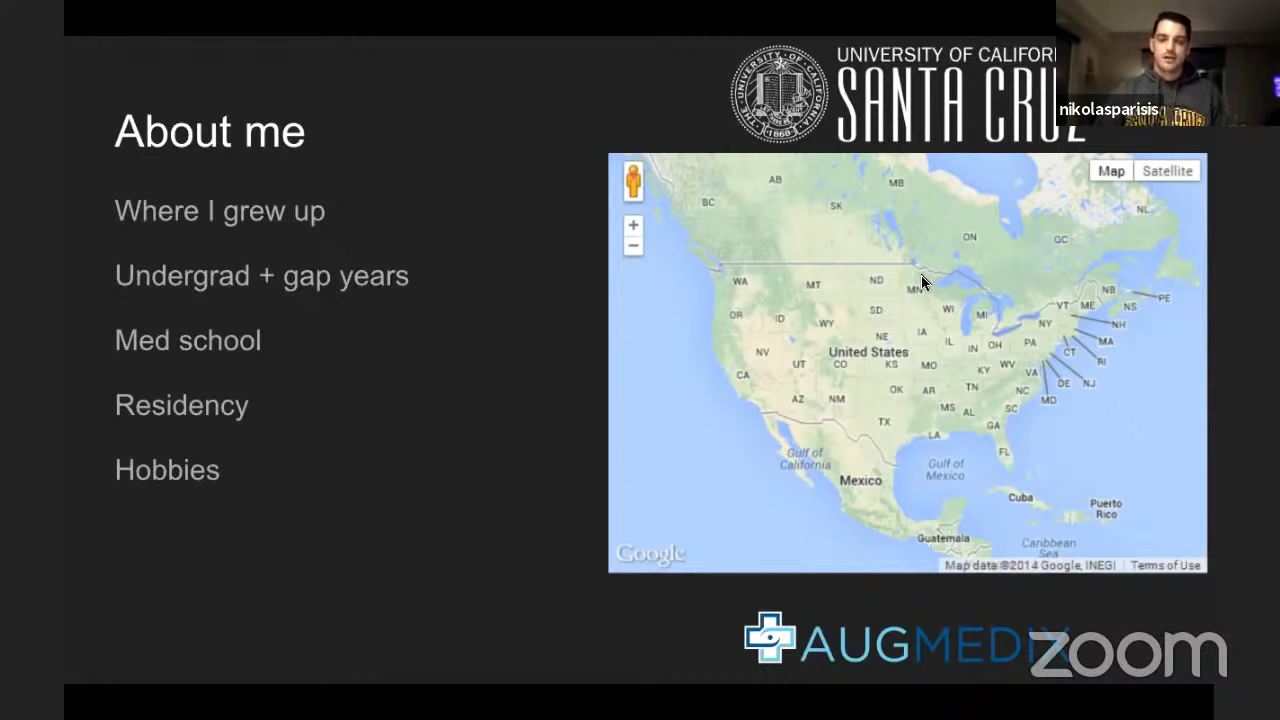 UNIVERSITY OF CALIFOR
SANTA CRUZ
nikolasparisis
SANTA CRUZ
About me
Where I grew up
Undergrad + gap years
Med school
Residency
Hobbies
Map Satellite
+
−
AB
MB
BC
SK
NL
ON
QC
WA
MT
ND
MN
NB
PE
VT
ME
NS
OR
ID
SD
WI
MI
NY
NH
WY
IA
MA
NE
IL
IN
OH
PA
CT
RI
NV
United States
UT
CO
KS
MO
KY
WV
VA
DE
NJ
CA
OK
AR
TN
NC
MD
AZ
NM
MS
AL
SC
TX
GA
LA
FL
Gulf of
California
Gulf of
Mexico
Mexico
Cuba
Puerto
Rico
Guatemala
Caribbean
Sea
Google
Map data ©2014 Google, INEGI Terms of Use
AUGMEDIX
zoom